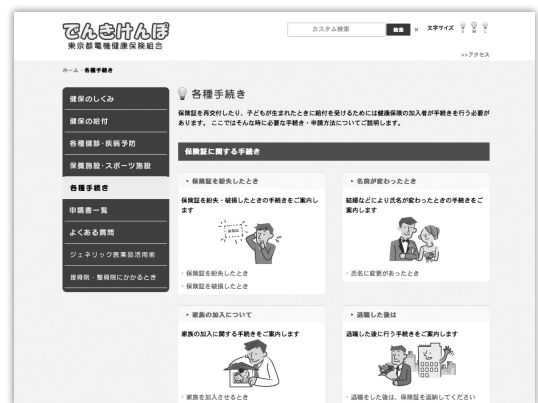 でんきけんぽ
東京都電機健康保険組合
カスタム検索
検索
×
文字サイズ
S M L
>>アクセス
ホーム › 各種手続き
健保のしくみ
健保の給付
各種健診・疾病予防
保養施設・スポーツ施設
各種手続き
申請書一覧
よくある質問
ジェネリック医薬品活用術
接骨院・整骨院にかかるとき
各種手続き
保険証を再交付したり、子どもが生まれたときに給付を受けるためには健康保険の加入者が手続きを行う必要が
あります。 ここではそんな時に必要な手続き・申請方法についてご説明します。
保険証に関する手続き
保険証を紛失したとき
保険証を紛失・破損したときの手続きをご案内し
ます
保険証
保険証を紛失したとき
保険証を破損したとき
名前が変わったとき
結婚などにより氏名が変わったときの手続きをご
案内します
氏名に変更があったとき
家族の加入について
家族の加入に関する手続きをご案内します
家族を加入させるとき
退職した後は
退職した後に行う手続きをご案内します
退職をした後は、保険証を返納してください